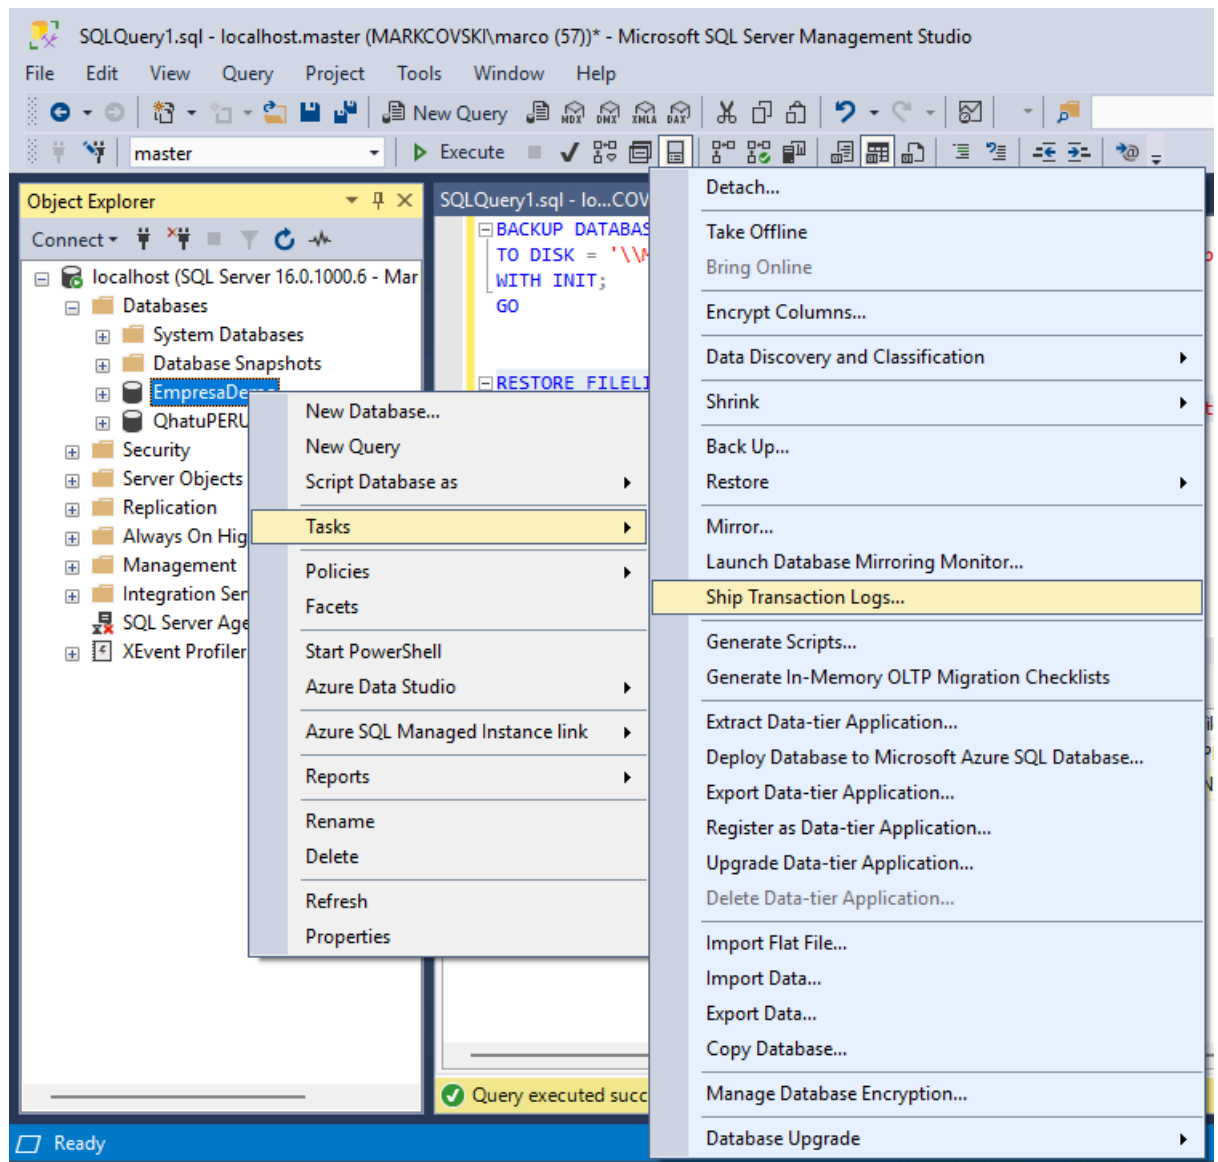 SQLQuery1.sql - localhost.master (MARKCOVSKI\marco (57))* - Microsoft SQL Server Management Studio
File Edit View Query Project Tools Window Help
New Query MDX DMX XMLA DAX
master Execute
Object Explorer
Connect
localhost (SQL Server 16.0.1000.6 - Mar
Databases
System Databases
Database Snapshots
EmpresaDemo
QhatuPERU
Security
Server Objects
Replication
Always On Hig
Management
Integration Ser
SQL Server Age
XEvent Profiler
SQLQuery1.sql - lo...COV
BACKUP DATABAS
TO DISK = '\\M
WITH INIT;
GO
RESTORE FILELI
New Database...
New Query
Script Database as
Tasks
Policies
Facets
Start PowerShell
Azure Data Studio
Azure SQL Managed Instance link
Reports
Rename
Delete
Refresh
Properties
Detach...
Take Offline
Bring Online
Encrypt Columns...
Data Discovery and Classification
Shrink
Back Up...
Restore
Mirror...
Launch Database Mirroring Monitor...
Ship Transaction Logs...
Generate Scripts...
Generate In-Memory OLTP Migration Checklists
Extract Data-tier Application...
Deploy Database to Microsoft Azure SQL Database...
Export Data-tier Application...
Register as Data-tier Application...
Upgrade Data-tier Application...
Delete Data-tier Application...
Import Flat File...
Import Data...
Export Data...
Copy Database...
Manage Database Encryption...
Database Upgrade
Query executed succ
Ready